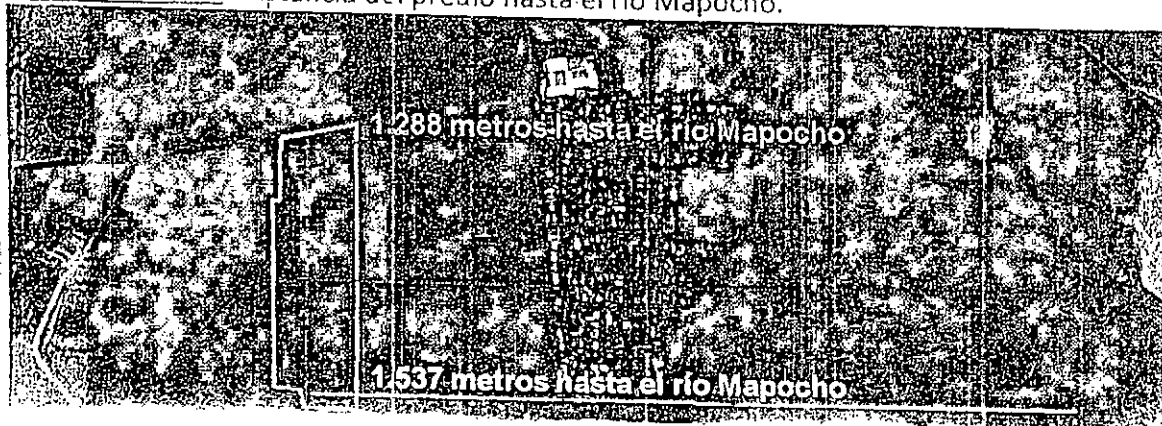 del predio hasta el río Mapocho.
1.288 metros hasta el río Mapocho
1.537 metros hasta el río Mapocho